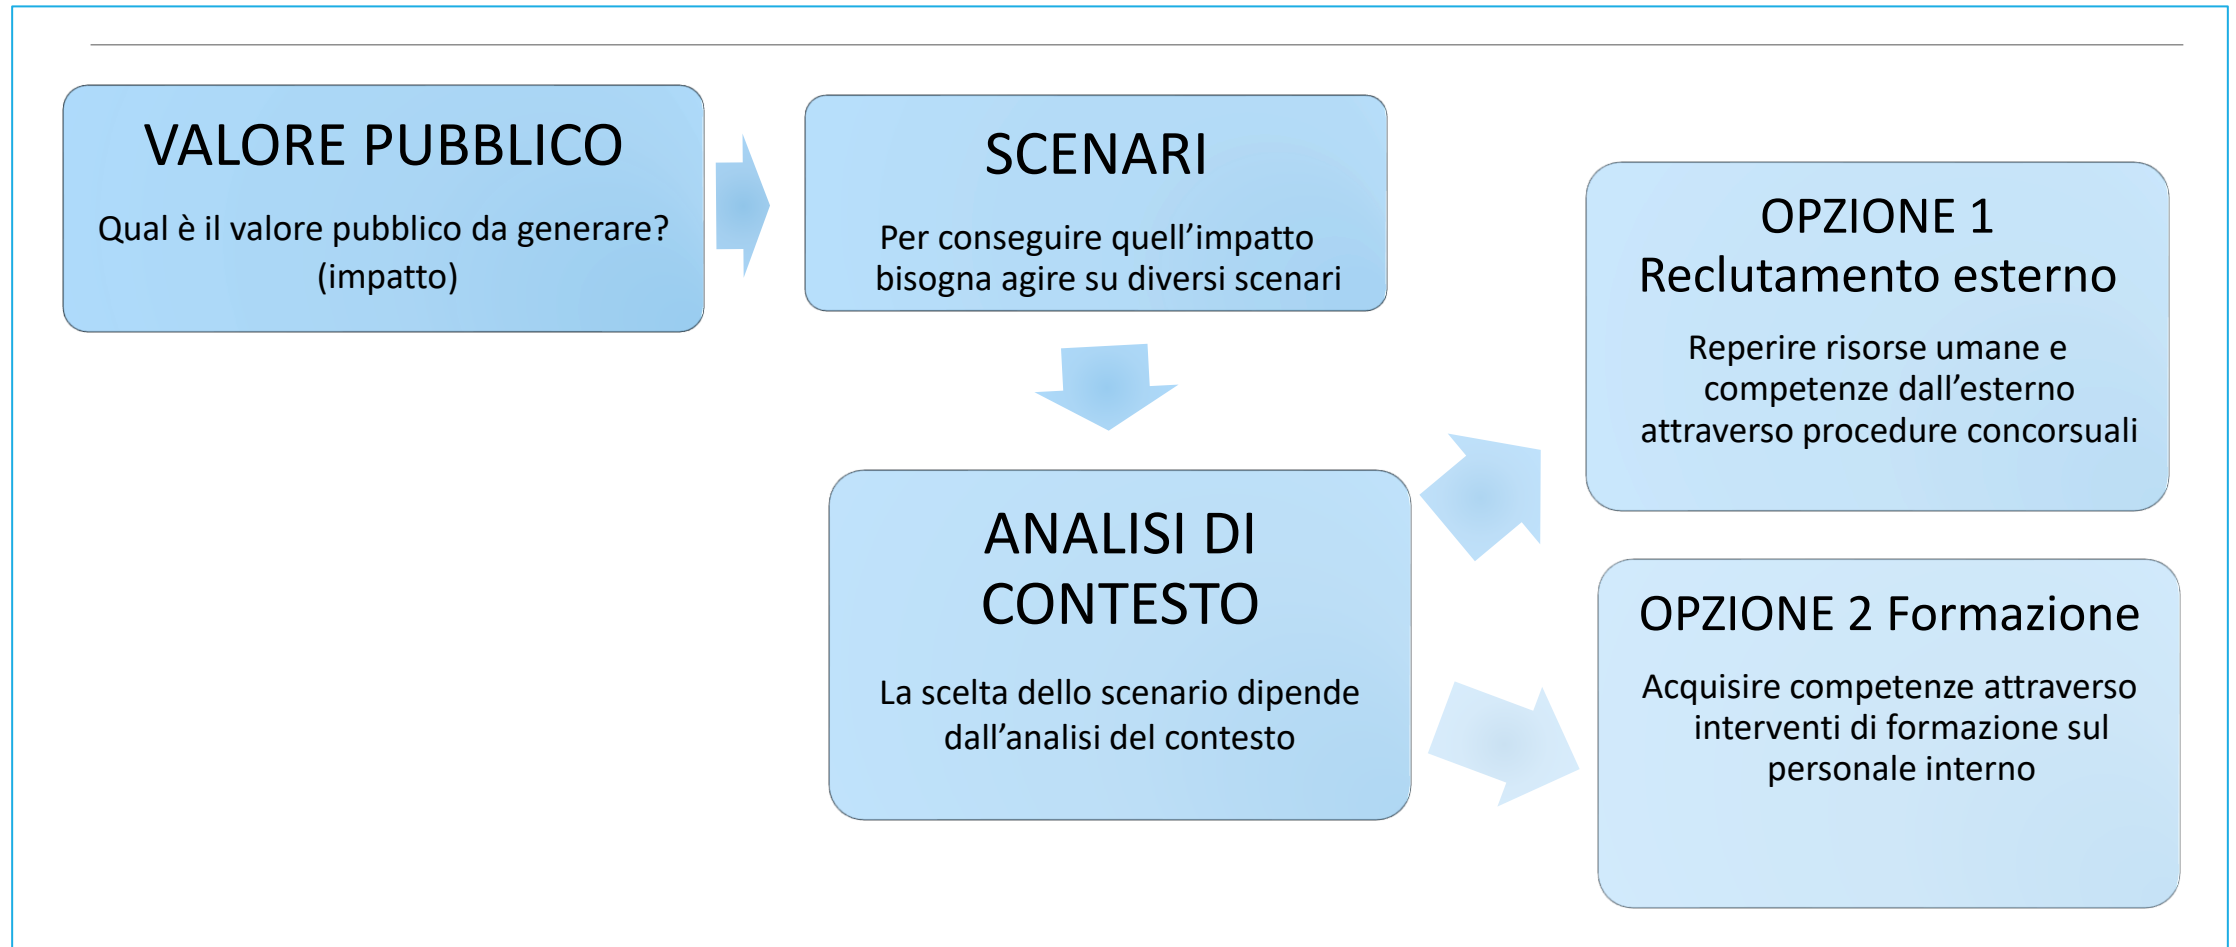 VALORE PUBBLICO
Qual è il valore pubblico da generare?
(impatto)
SCENARI
Per conseguire quell’impatto
bisogna agire su diversi scenari
ANALISI DI
CONTESTO
La scelta dello scenario dipende
dall’analisi del contesto
OPZIONE 1
Reclutamento esterno
Reperire risorse umane e
competenze dall’esterno
attraverso procedure concorsuali
OPZIONE 2 Formazione
Acquisire competenze attraverso
interventi di formazione sul
personale interno